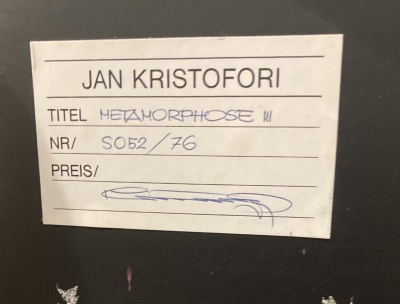 JAN KRISTOFORI
TITEL METAMORPHOSE III
NR/ S052/76
PREIS/